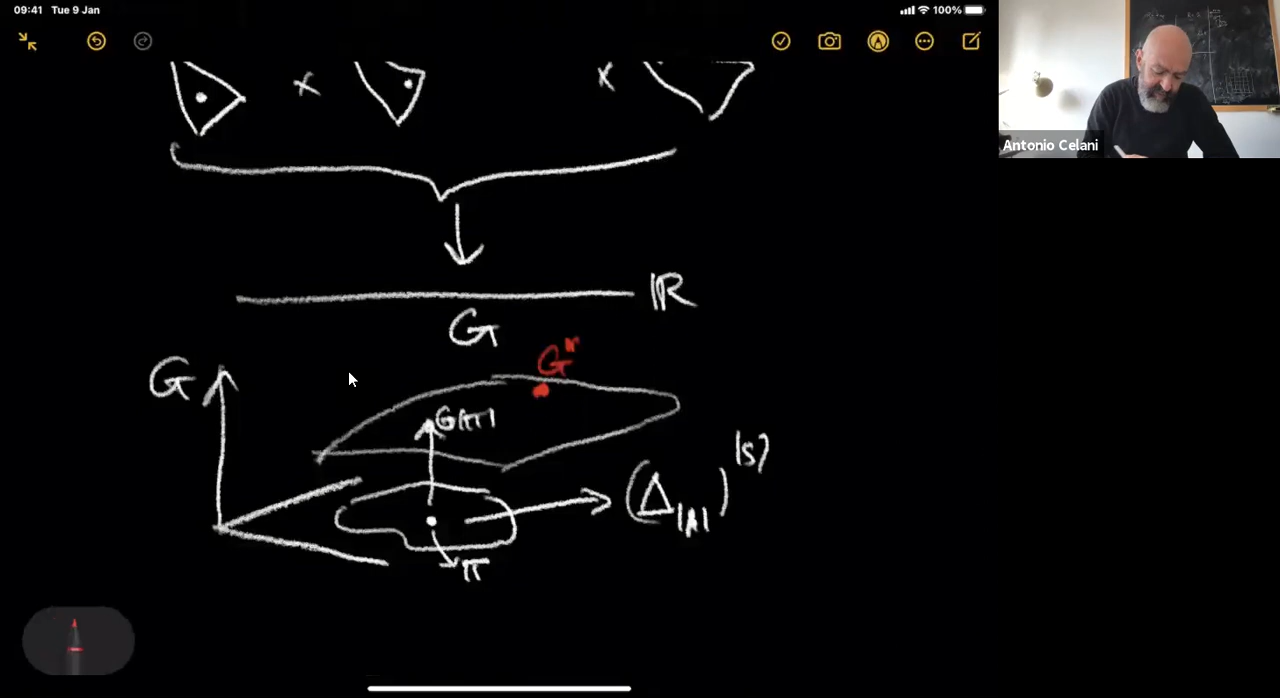 09:41 Tue 9 Jan 100%
Antonio Celani
x x
ℝ
G
G G*
G(π)
(Δ|A|)|S|
π